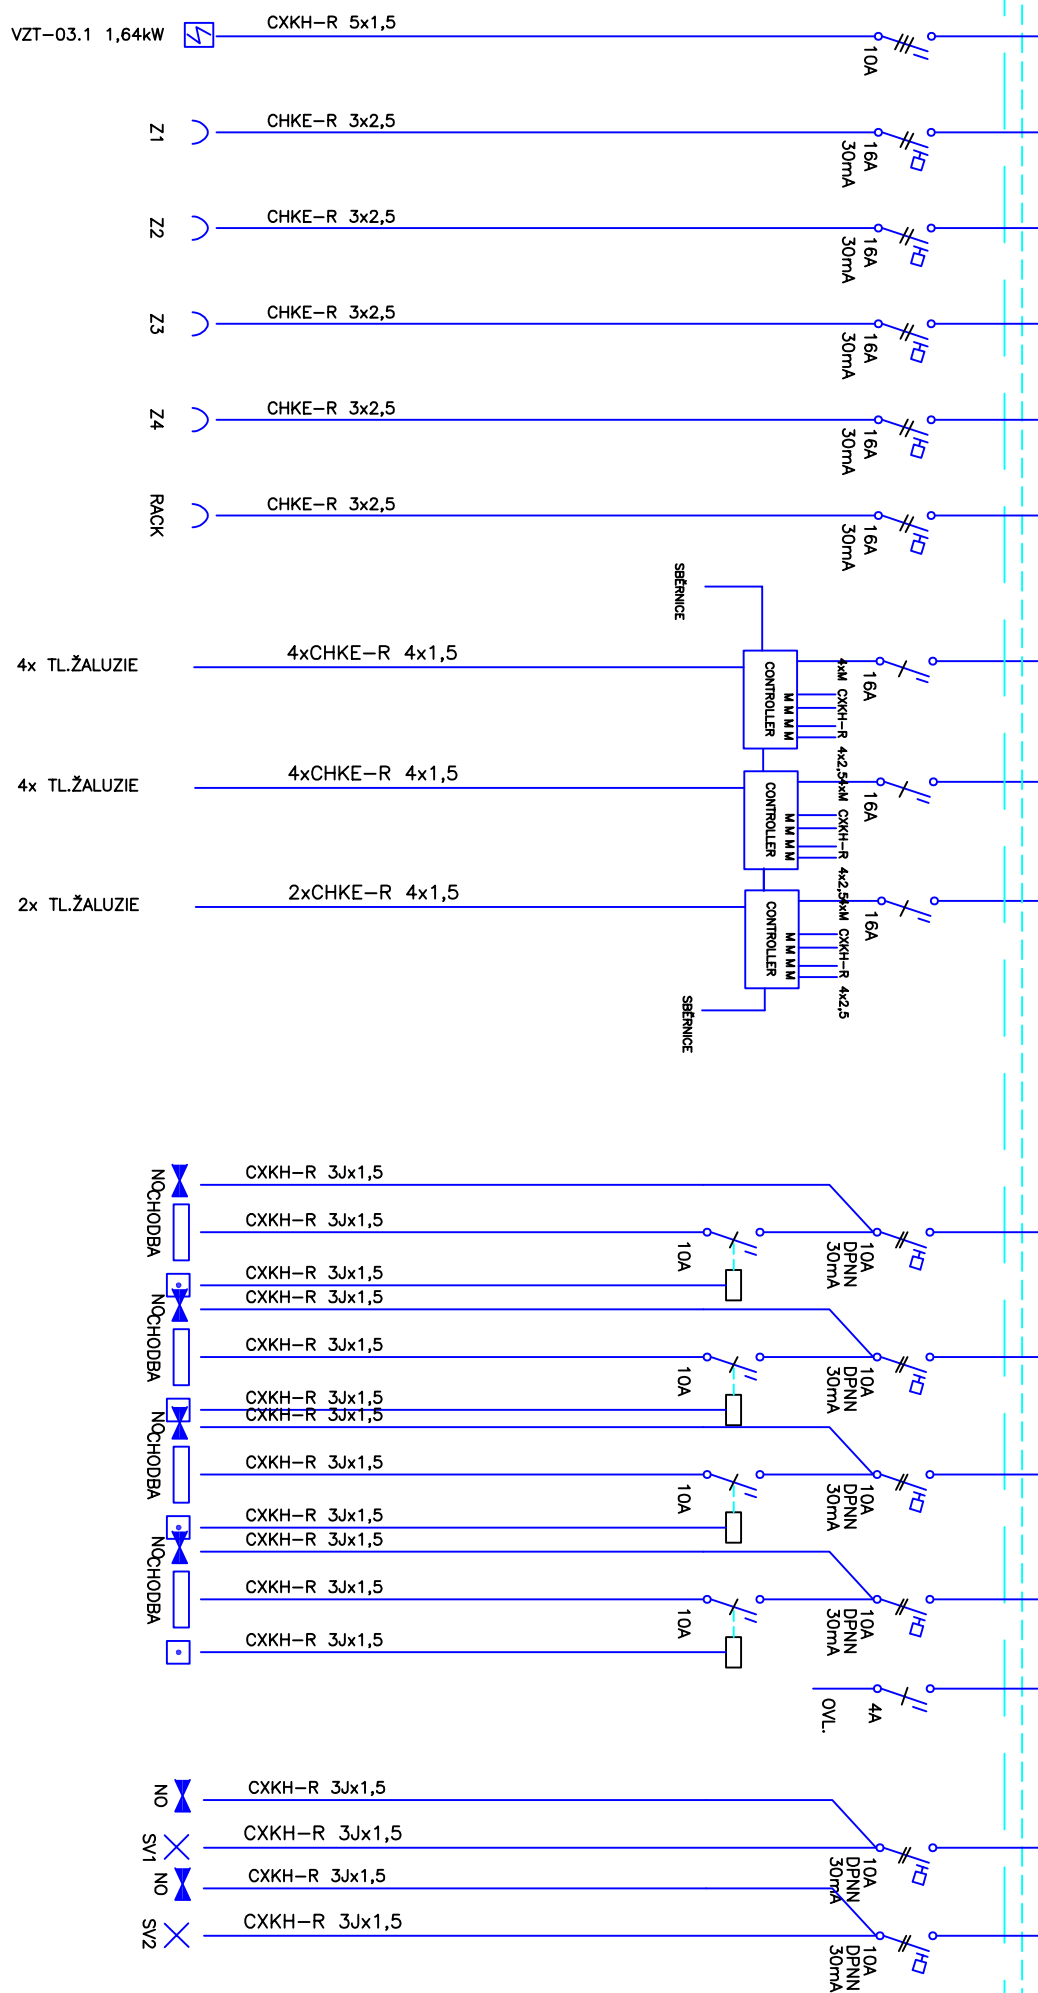 VZT-03.1 1,64kW
CXKH-R 5x1,5
10A
Z1
CHKE-R 3x2,5
16A
30mA
Z2
CHKE-R 3x2,5
16A
30mA
Z3
CHKE-R 3x2,5
16A
30mA
Z4
CHKE-R 3x2,5
16A
30mA
RACK
CHKE-R 3x2,5
16A
30mA
SBĚRNICE
4x TL.ŽALUZIE
4xCHKE-R 4x1,5
CONTROLLER
M M M M
4xM CXKH-R 4x2,5
16A
4x TL.ŽALUZIE
4xCHKE-R 4x1,5
CONTROLLER
M M M M
4xM CXKH-R 4x2,5
16A
2x TL.ŽALUZIE
2xCHKE-R 4x1,5
CONTROLLER
M M M M
4xM CXKH-R 4x2,5
16A
SBĚRNICE
NO
CXKH-R 3Jx1,5
CHODBA
CXKH-R 3Jx1,5
10A
10A
DPNN
30mA
CXKH-R 3Jx1,5
NO
CXKH-R 3Jx1,5
CHODBA
CXKH-R 3Jx1,5
10A
10A
DPNN
30mA
CXKH-R 3Jx1,5
NO
CXKH-R 3Jx1,5
CHODBA
CXKH-R 3Jx1,5
10A
10A
DPNN
30mA
CXKH-R 3Jx1,5
NO
CXKH-R 3Jx1,5
CHODBA
CXKH-R 3Jx1,5
10A
10A
DPNN
30mA
CXKH-R 3Jx1,5
OVL.
4A
NO
CXKH-R 3Jx1,5
SV1
CXKH-R 3Jx1,5
10A
DPNN
30mA
NO
CXKH-R 3Jx1,5
SV2
CXKH-R 3Jx1,5
10A
DPNN
30mA